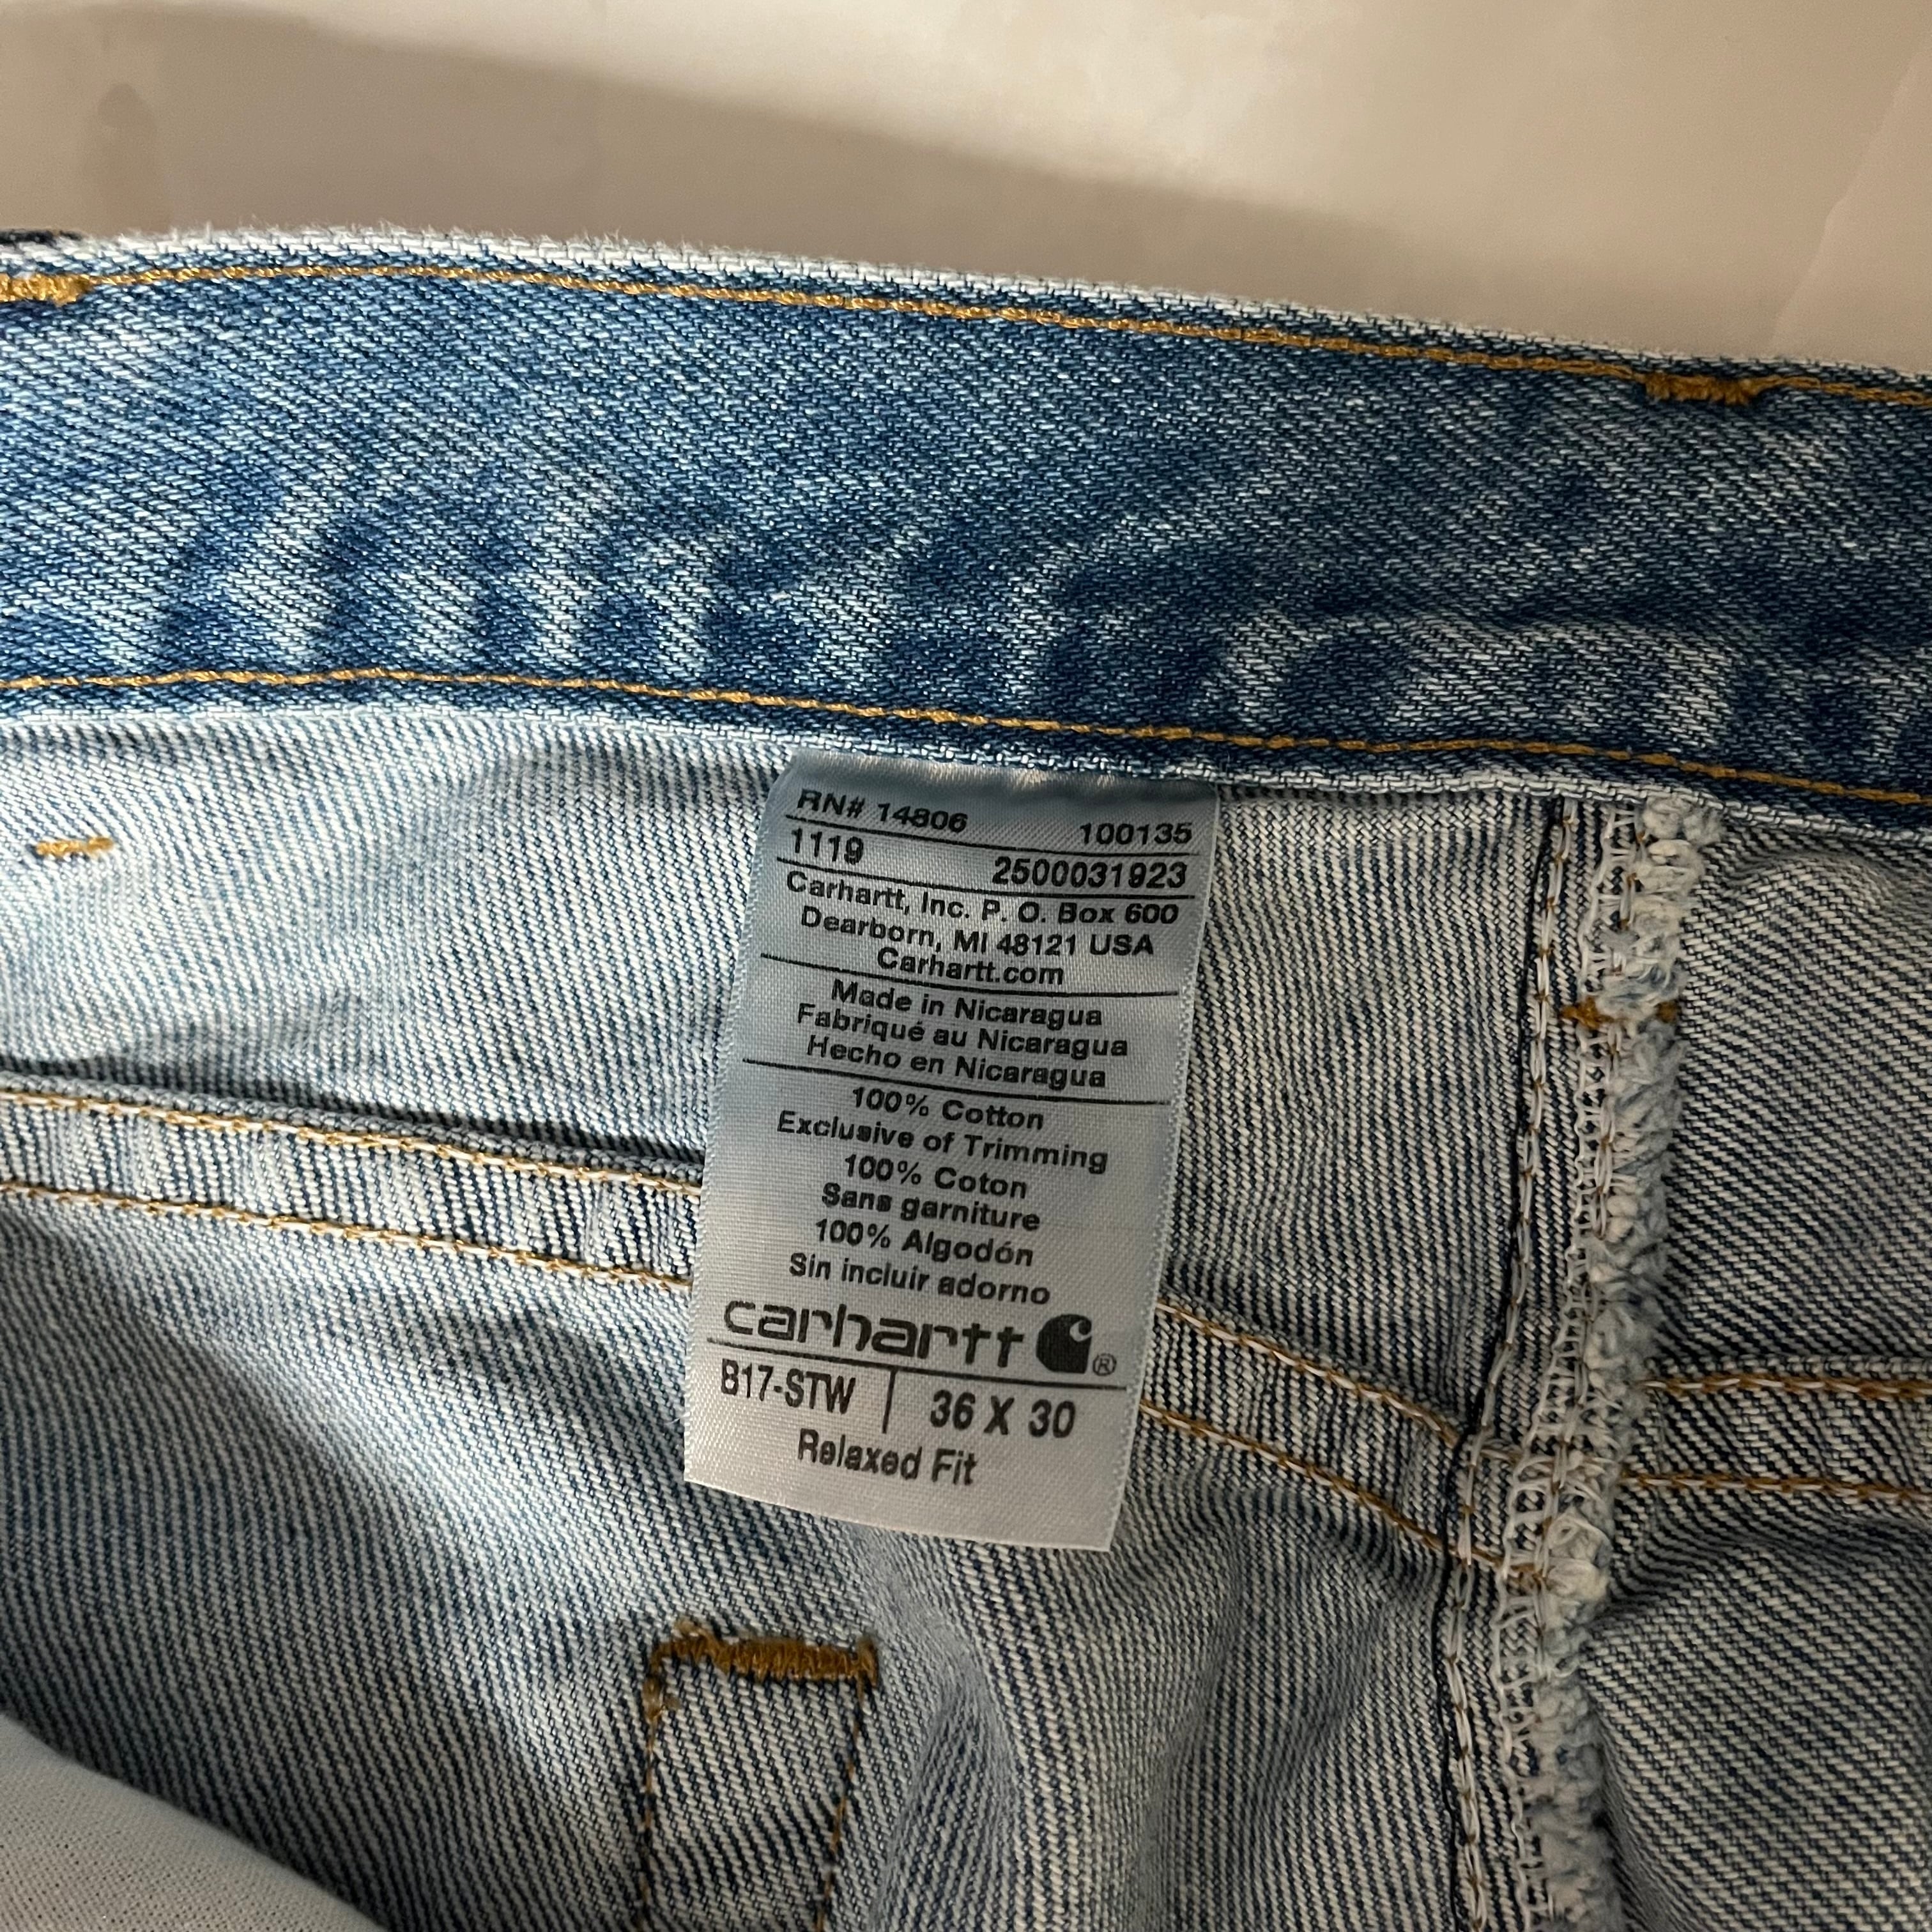 RN# 14806 100135
1119 2500031923
Carhartt, Inc. P. O. Box 600
Dearborn, MI 48121 USA
Carhartt.com
Made in Nicaragua
Fabriqué au Nicaragua
Hecho en Nicaragua
100% Cotton
Exclusive of Trimming
100% Coton
Sans garniture
100% Algodón
Sin incluir adorno
carhartt ®
B17-STW 36 X 30
Relaxed Fit